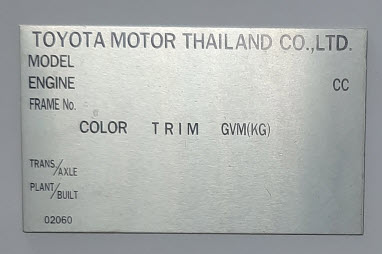 TOYOTA MOTOR THAILAND CO.,LTD.
MODEL
ENGINE CC
FRAME No.
COLOR TRIM GVM(KG)
TRANS/AXLE
PLANT/BUILT
02060